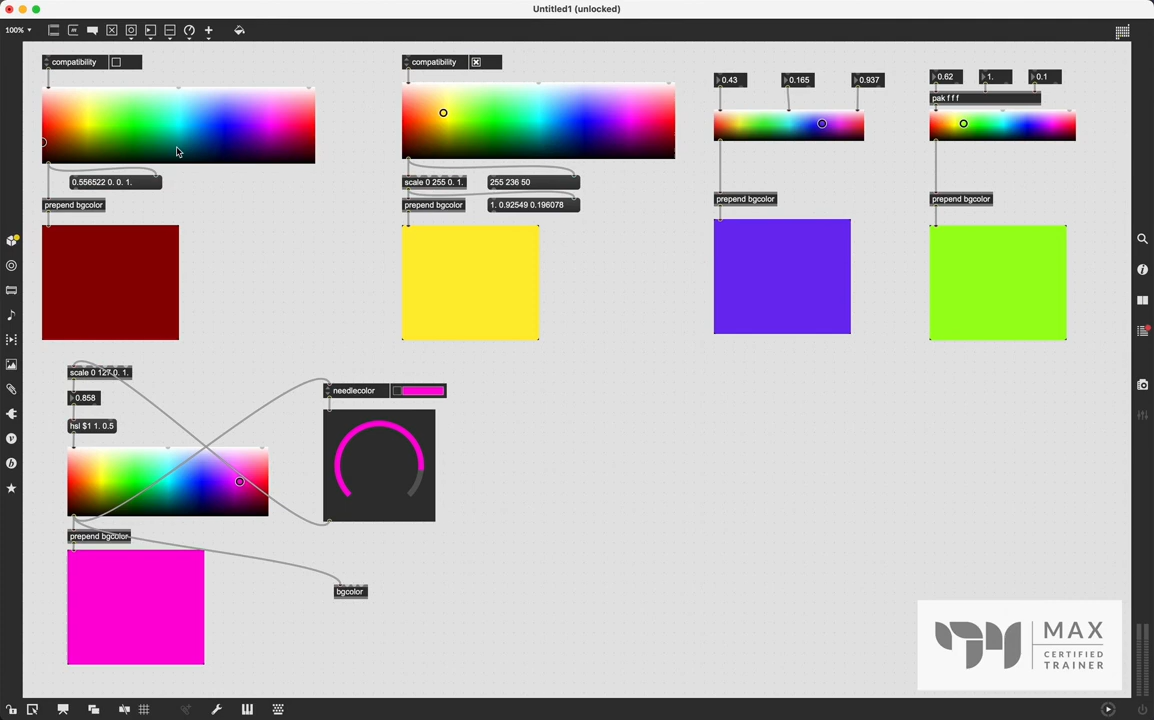 Untitled1 (unlocked)
100%
compatibility
0.556522 0. 0. 1.
prepend bgcolor
compatibility
scale 0 255 0. 1.
255 236 50
prepend bgcolor
1. 0.92549 0.196078
0.43
0.165
0.937
prepend bgcolor
0.62
1.
0.1
pak f f f
prepend bgcolor
scale 0 127 0. 1.
0.858
hsl $1 1. 0.5
prepend bgcolor
needlecolor
bgcolor
MAX
CERTIFIED
TRAINER